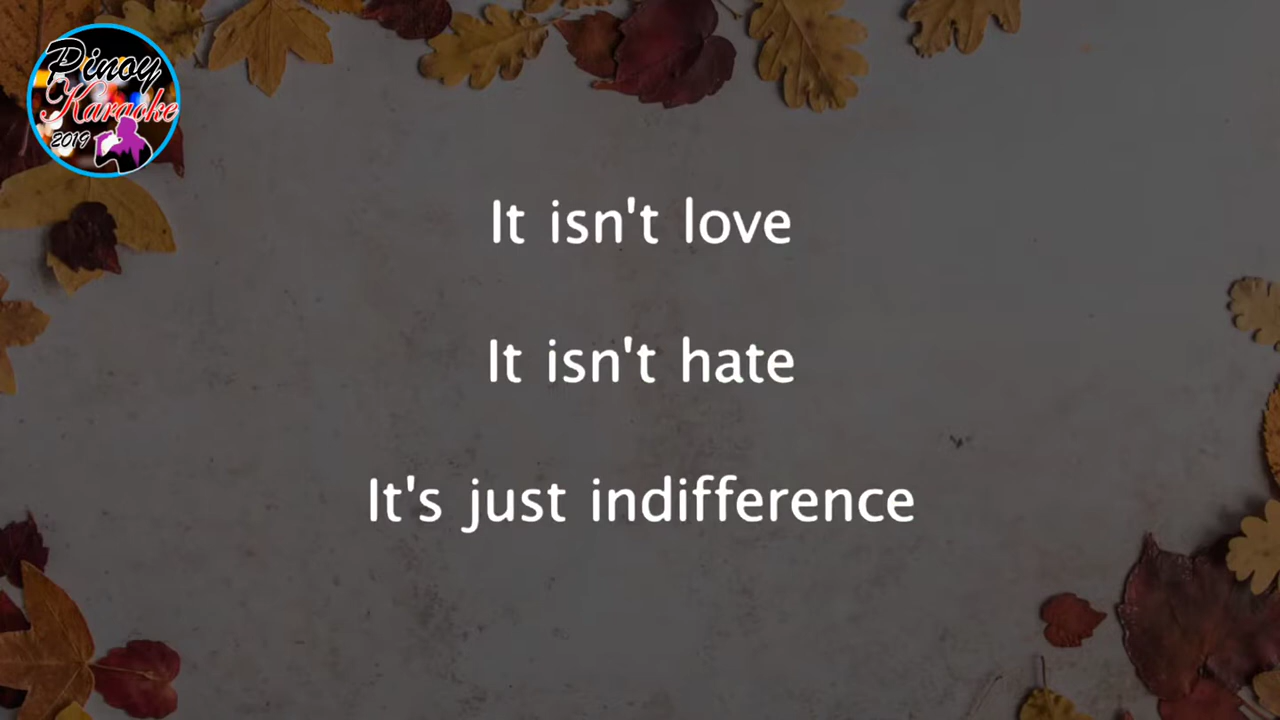 Pinoy
Karaoke
2019
It isn't love
It isn't hate
It's just indifference